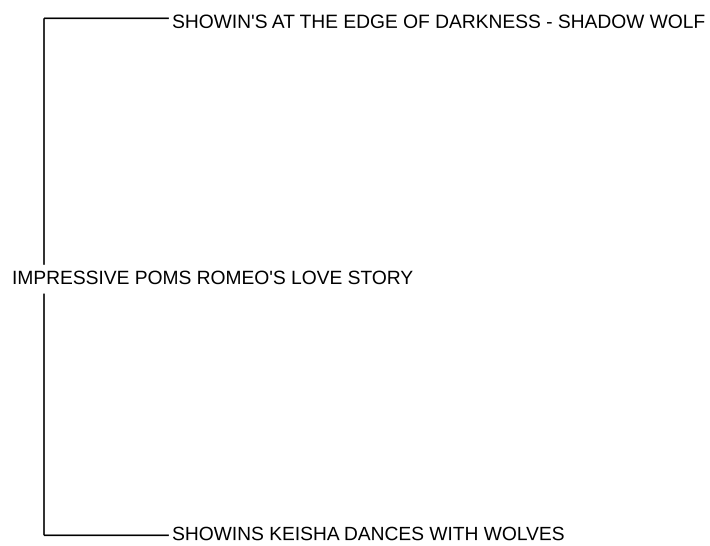 SHOWIN'S AT THE EDGE OF DARKNESS - SHADOW WOLF
IMPRESSIVE POMS ROMEO'S LOVE STORY
SHOWINS KEISHA DANCES WITH WOLVES